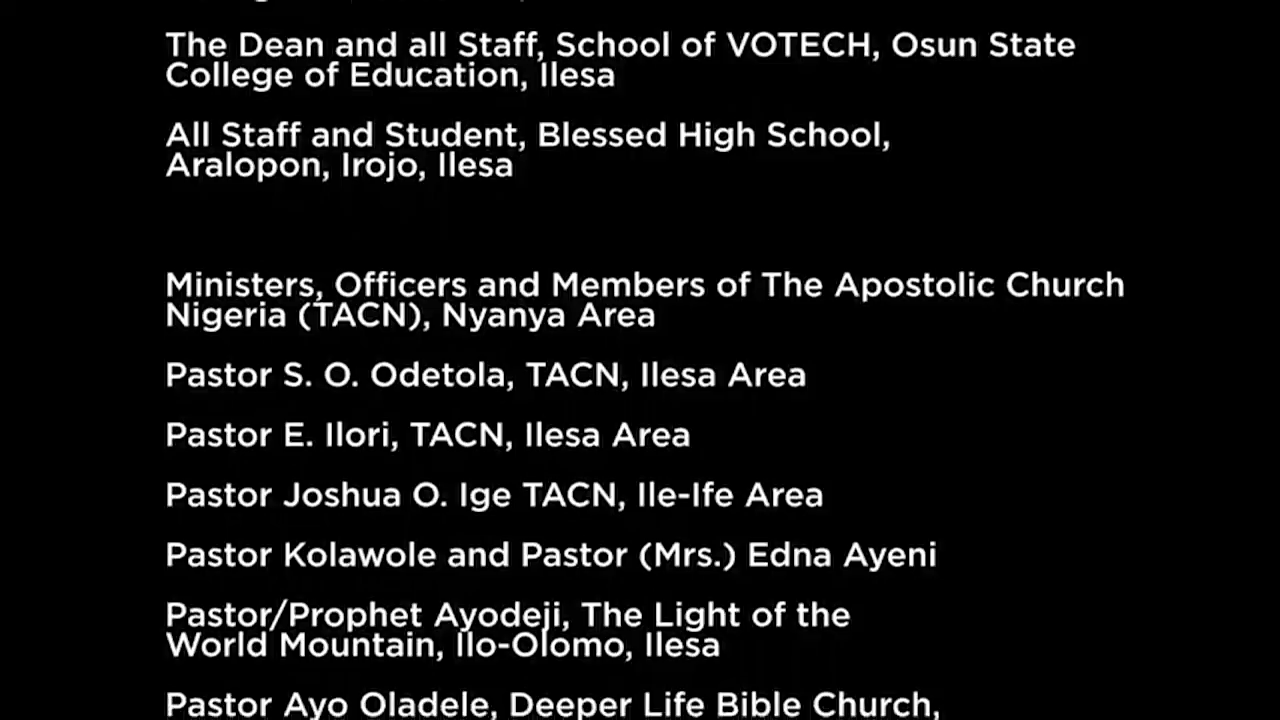 The Dean and all Staff, School of VOTECH, Osun State
College of Education, Ilesa
All Staff and Student, Blessed High School,
Aralopon, Irojo, Ilesa
Ministers, Officers and Members of The Apostolic Church
Nigeria (TACN), Nyanya Area
Pastor S. O. Odetola, TACN, Ilesa Area
Pastor E. Ilori, TACN, Ilesa Area
Pastor Joshua O. Ige TACN, Ile-Ife Area
Pastor Kolawole and Pastor (Mrs.) Edna Ayeni
Pastor/Prophet Ayodeji, The Light of the
World Mountain, Ilo-Olomo, Ilesa
Pastor Ayo Oladele, Deeper Life Bible Church,